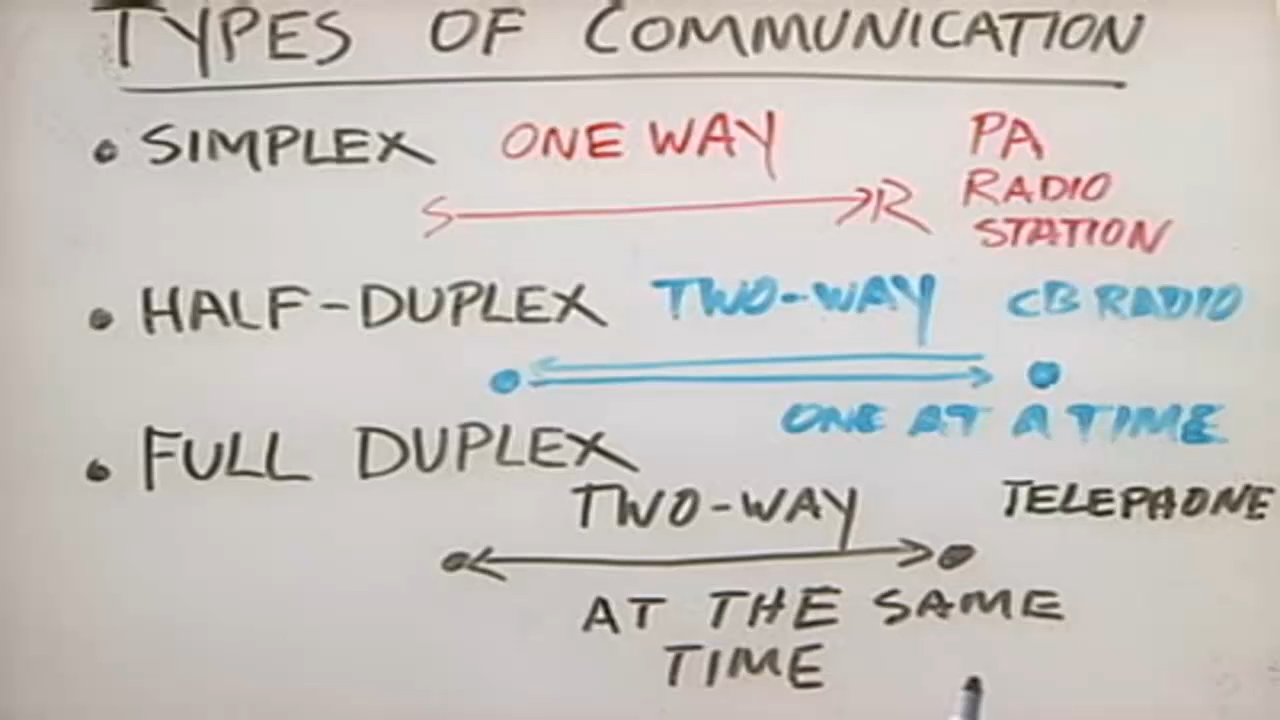 TYPES OF COMMUNICATION
• SIMPLEX ONE WAY PA
S R RADIO
STATION
• HALF-DUPLEX TWO-WAY CB RADIO
ONE AT A TIME
• FULL DUPLEX
TWO-WAY TELEPHONE
AT THE SAME
TIME